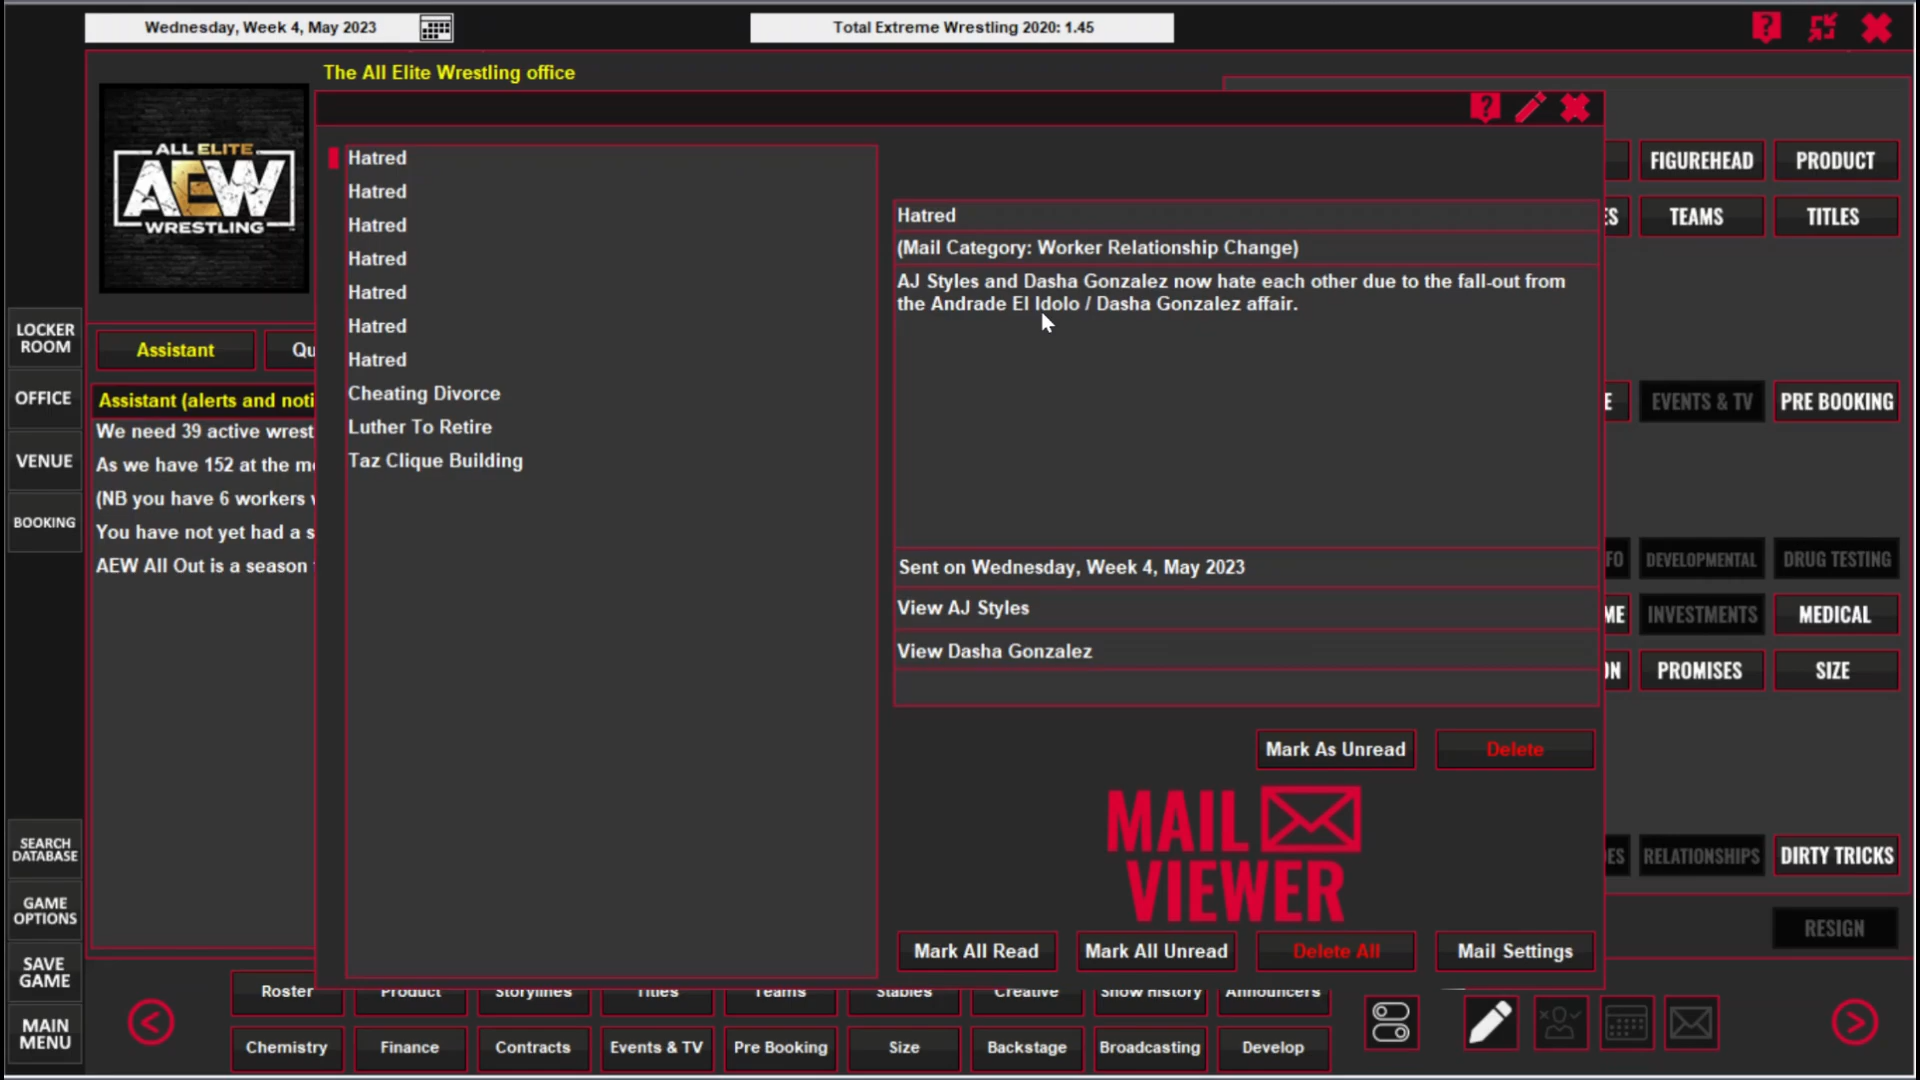 Wednesday, Week 4, May 2023
Total Extreme Wrestling 2020: 1.45
The All Elite Wrestling office
ALL ELITE
AEW
WRESTLING
LOCKER
ROOM
OFFICE
VENUE
BOOKING
SEARCH
DATABASE
GAME
OPTIONS
SAVE
GAME
MAIN
MENU
Assistant
Qu
Assistant (alerts and noti
We need 39 active wrest
As we have 152 at the m
(NB you have 6 workers
You have not yet had a s
AEW All Out is a season
Hatred
Hatred
Hatred
Hatred
Hatred
Hatred
Hatred
Cheating Divorce
Luther To Retire
Taz Clique Building
Hatred
(Mail Category: Worker Relationship Change)
AJ Styles and Dasha Gonzalez now hate each other due to the fall-out from
the Andrade El Idolo / Dasha Gonzalez affair.
Sent on Wednesday, Week 4, May 2023
View AJ Styles
View Dasha Gonzalez
Mark As Unread
Delete
MAIL
VIEWER
Mark All Read
Mark All Unread
Delete All
Mail Settings
FIGUREHEAD
PRODUCT
ES
TEAMS
TITLES
E
EVENTS & TV
PRE BOOKING
FO
DEVELOPMENTAL
DRUG TESTING
ME
INVESTMENTS
MEDICAL
ON
PROMISES
SIZE
ES
RELATIONSHIPS
DIRTY TRICKS
RESIGN
Roster
Product
Storylines
Titles
Teams
Stables
Creative
Show History
Announcers
Chemistry
Finance
Contracts
Events & TV
Pre Booking
Size
Backstage
Broadcasting
Develop